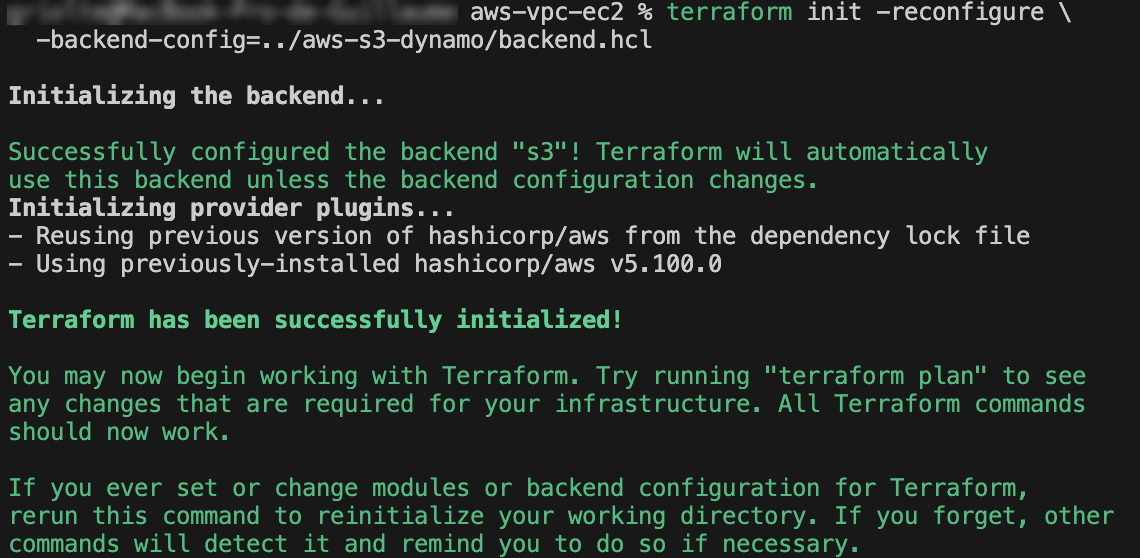 aws-vpc-ec2 % terraform init -reconfigure \
-backend-config=../aws-s3-dynamo/backend.hcl
Initializing the backend...
Successfully configured the backend "s3"! Terraform will automatically
use this backend unless the backend configuration changes.
Initializing provider plugins...
- Reusing previous version of hashicorp/aws from the dependency lock file
- Using previously-installed hashicorp/aws v5.100.0
Terraform has been successfully initialized!
You may now begin working with Terraform. Try running "terraform plan" to see
any changes that are required for your infrastructure. All Terraform commands
should now work.
If you ever set or change modules or backend configuration for Terraform,
rerun this command to reinitialize your working directory. If you forget, other
commands will detect it and remind you to do so if necessary.